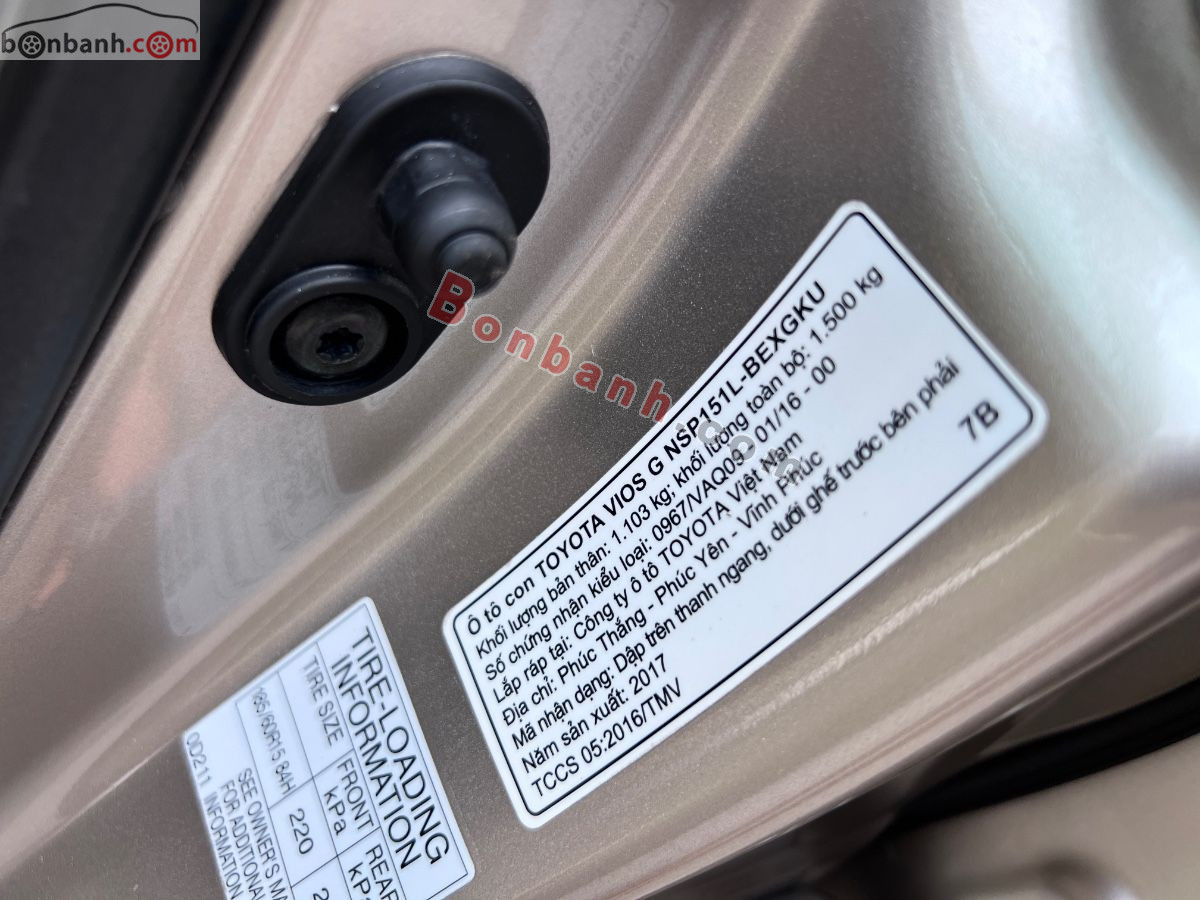 bonbanh.com
Bonbanh
Ô tô con TOYOTA VIOS G NSP151L-BEXGKU
Khối lượng bản thân: 1.103 kg; khối lượng toàn bộ: 1.500 kg
Số chứng nhận kiểu loại: 0967/VAQ09 - 01/16 - 00
Lắp ráp tại: Công ty ô tô TOYOTA Việt Nam
Địa chỉ: Phúc Thắng - Phúc Yên - Vĩnh Phúc
Mã nhận dạng: Dập trên thanh ngang, dưới ghế trước bên phải
Năm sản xuất: 2017
TCCS 05:2016/TMV
7B
TIRE-LOADING
INFORMATION
TIRE SIZE FRONT REAR
kPa
185/60R15 84H 220
SEE OWNER'S
FOR ADDITIONAL
0D211 INFORMATION